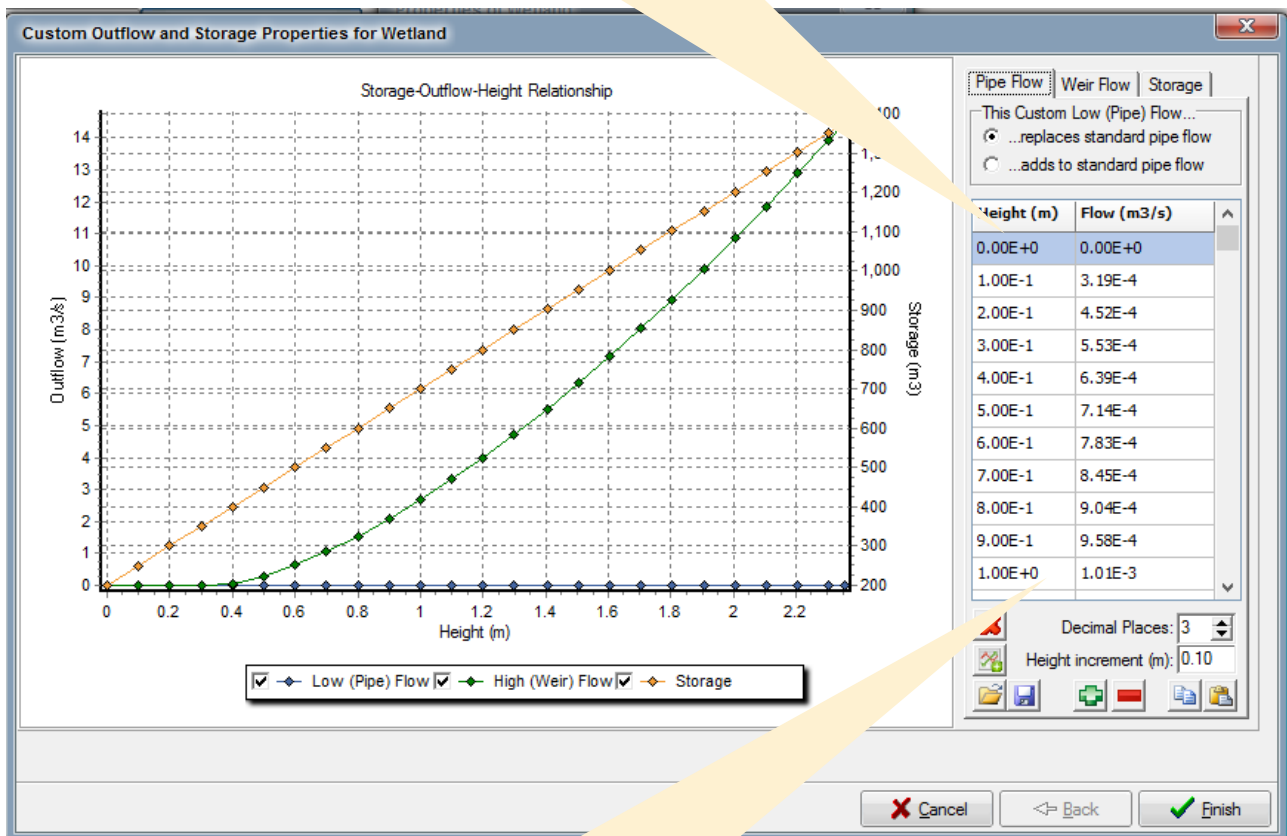 Properties of Wetland
Custom Outflow and Storage Properties for Wetland
Storage-Outflow-Height Relationship
14
13
12
11
10
9
8
7
6
5
4
3
2
1
0
Outflow (m3/s)
1,200
1,100
1,000
900
800
700
600
500
400
300
200
Storage (m3)
0 0.2 0.4 0.6 0.8 1 1.2 1.4 1.6 1.8 2 2.2
Height (m)
Low (Pipe) Flow High (Weir) Flow Storage
Pipe Flow Weir Flow Storage
This Custom Low (Pipe) Flow...
...replaces standard pipe flow
...adds to standard pipe flow
Height (m) Flow (m3/s)
0.00E+0 0.00E+0
1.00E-1 3.19E-4
2.00E-1 4.52E-4
3.00E-1 5.53E-4
4.00E-1 6.39E-4
5.00E-1 7.14E-4
6.00E-1 7.83E-4
7.00E-1 8.45E-4
8.00E-1 9.04E-4
9.00E-1 9.58E-4
1.00E+0 1.01E-3
Decimal Places: 3
Height increment (m): 0.10
Cancel Back Finish